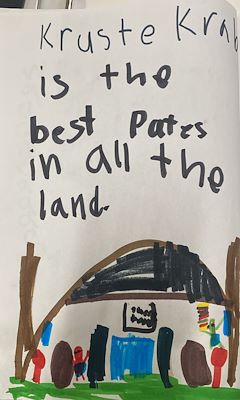 Kruste Krab
is the
best Pates
in all the
land.